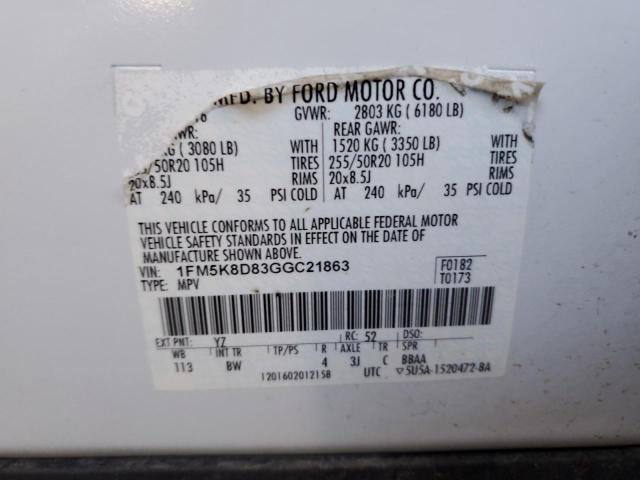 MFD. BY FORD MOTOR CO.
GVWR: 2803 KG ( 6180 LB)
REAR GAWR:
KG ( 3080 LB) WITH 1520 KG ( 3350 LB) WITH
/50R20 105H TIRES 255/50R20 105H TIRES
20x8.5J RIMS 20x8.5J RIMS
AT 240 kPa/ 35 PSI COLD AT 240 kPa/ 35 PSI COLD
THIS VEHICLE CONFORMS TO ALL APPLICABLE FEDERAL MOTOR
VEHICLE SAFETY STANDARDS IN EFFECT ON THE DATE OF
MANUFACTURE SHOWN ABOVE.
VIN: 1FM5K8D83GGC21863 F0182
TYPE: MPV T0173
EXT PNT: YZ RC: 52 DSO:
WB INT TR TP/PS R AXLE TR SPR
113 BW 4 3J C BBAA
1201602012158 UTC ▽5U5A-1520472-BA